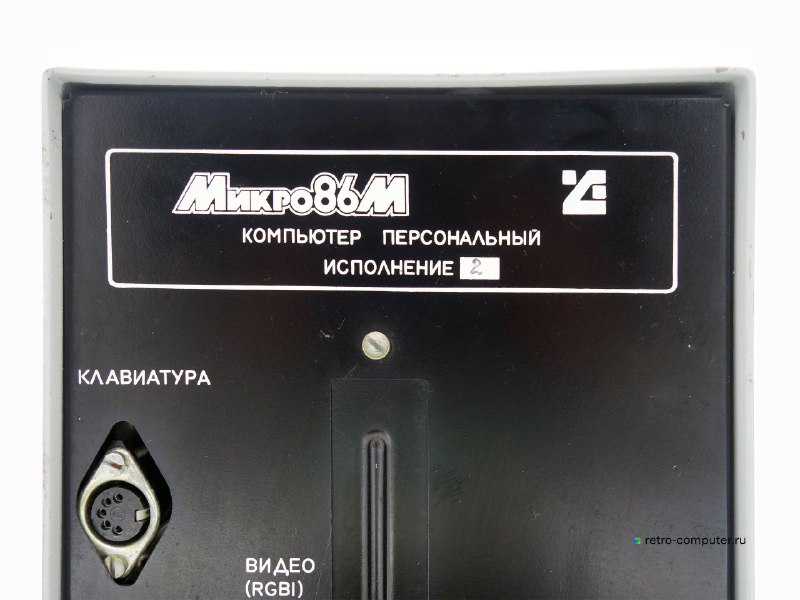 Микро86М
КОМПЬЮТЕР ПЕРСОНАЛЬНЫЙ
ИСПОЛНЕНИЕ 2
КЛАВИАТУРА
ВИДЕО
(RGBI)
retro-computer.ru